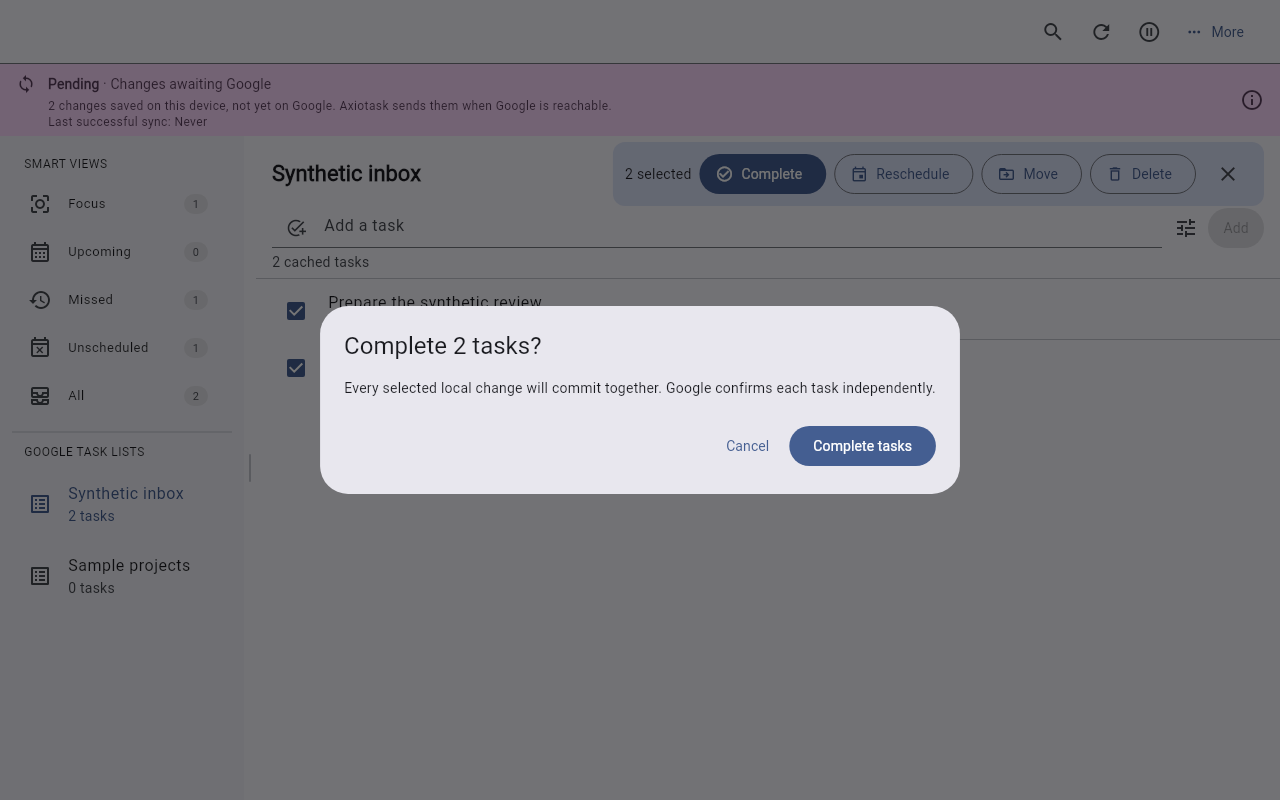 More
Pending · Changes awaiting Google
2 changes saved on this device, not yet on Google. Axiotask sends them when Google is reachable.
Last successful sync: Never
SMART VIEWS
Focus 1
Upcoming 0
Missed 1
Unscheduled 1
All 2
GOOGLE TASK LISTS
Synthetic inbox
2 tasks
Sample projects
0 tasks
Synthetic inbox
2 selected Complete Reschedule Move Delete
Add a task
Add
2 cached tasks
Prepare the synthetic review
Complete 2 tasks?
Every selected local change will commit together. Google confirms each task independently.
Cancel Complete tasks